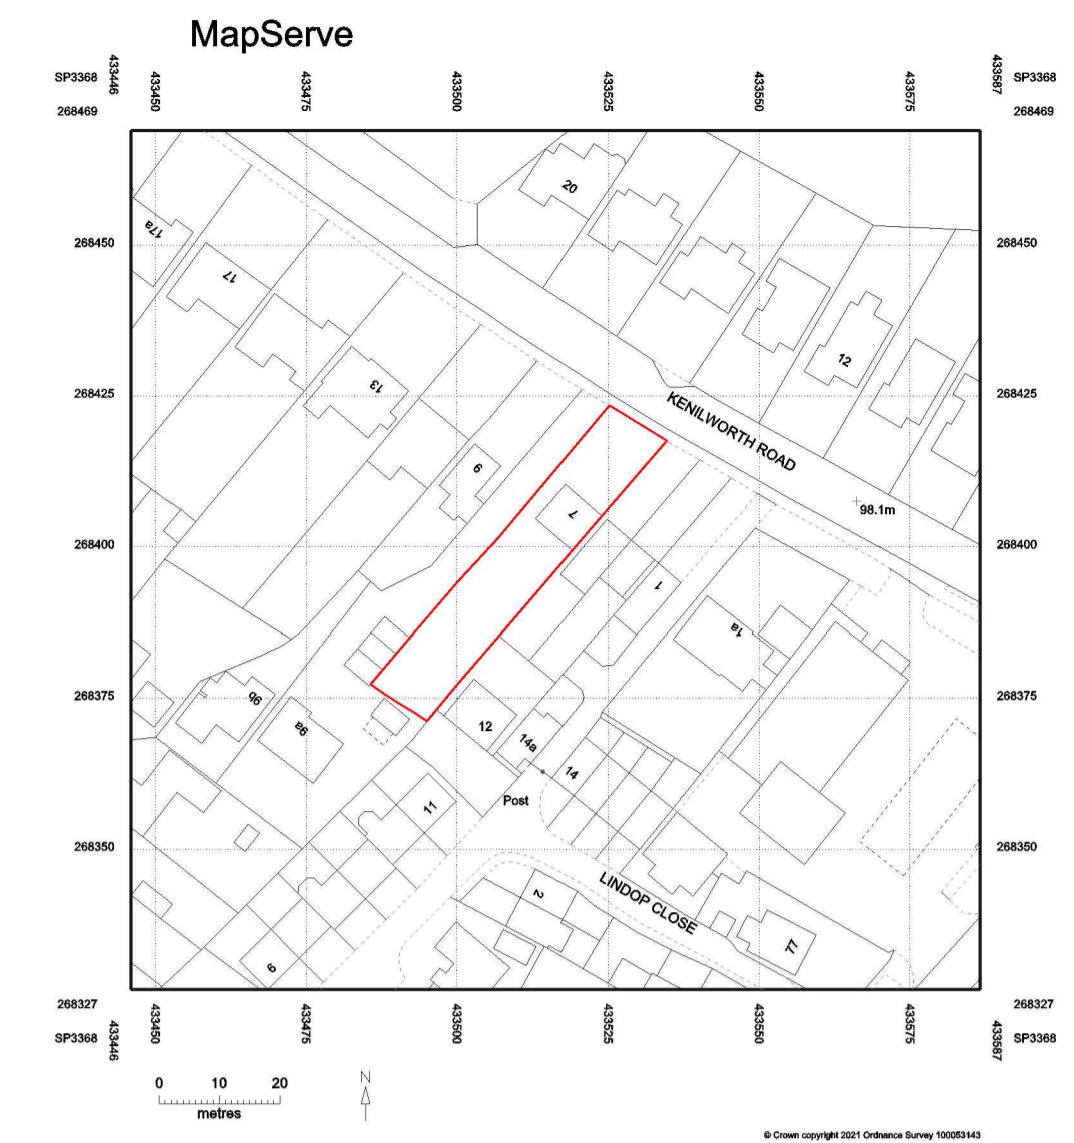 MapServe
SP3368
268469
433446
433450
433475
433500
433525
433550
433575
433587
SP3368
268469
20
17a
268450
17
268450
12
13
268425
KENILWORTH ROAD
268425
9
98.1m
7
268400
268400
1
1a
268375
9b
268375
9a
12
14a
14
Post
11
268350
268350
LINDOP CLOSE
2
77
9
268327
SP3368
433446
433450
433475
433500
433525
433550
433575
433587
268327
SP3368
0 10 20
metres
N
© Crown copyright 2021 Ordnance Survey 100053143